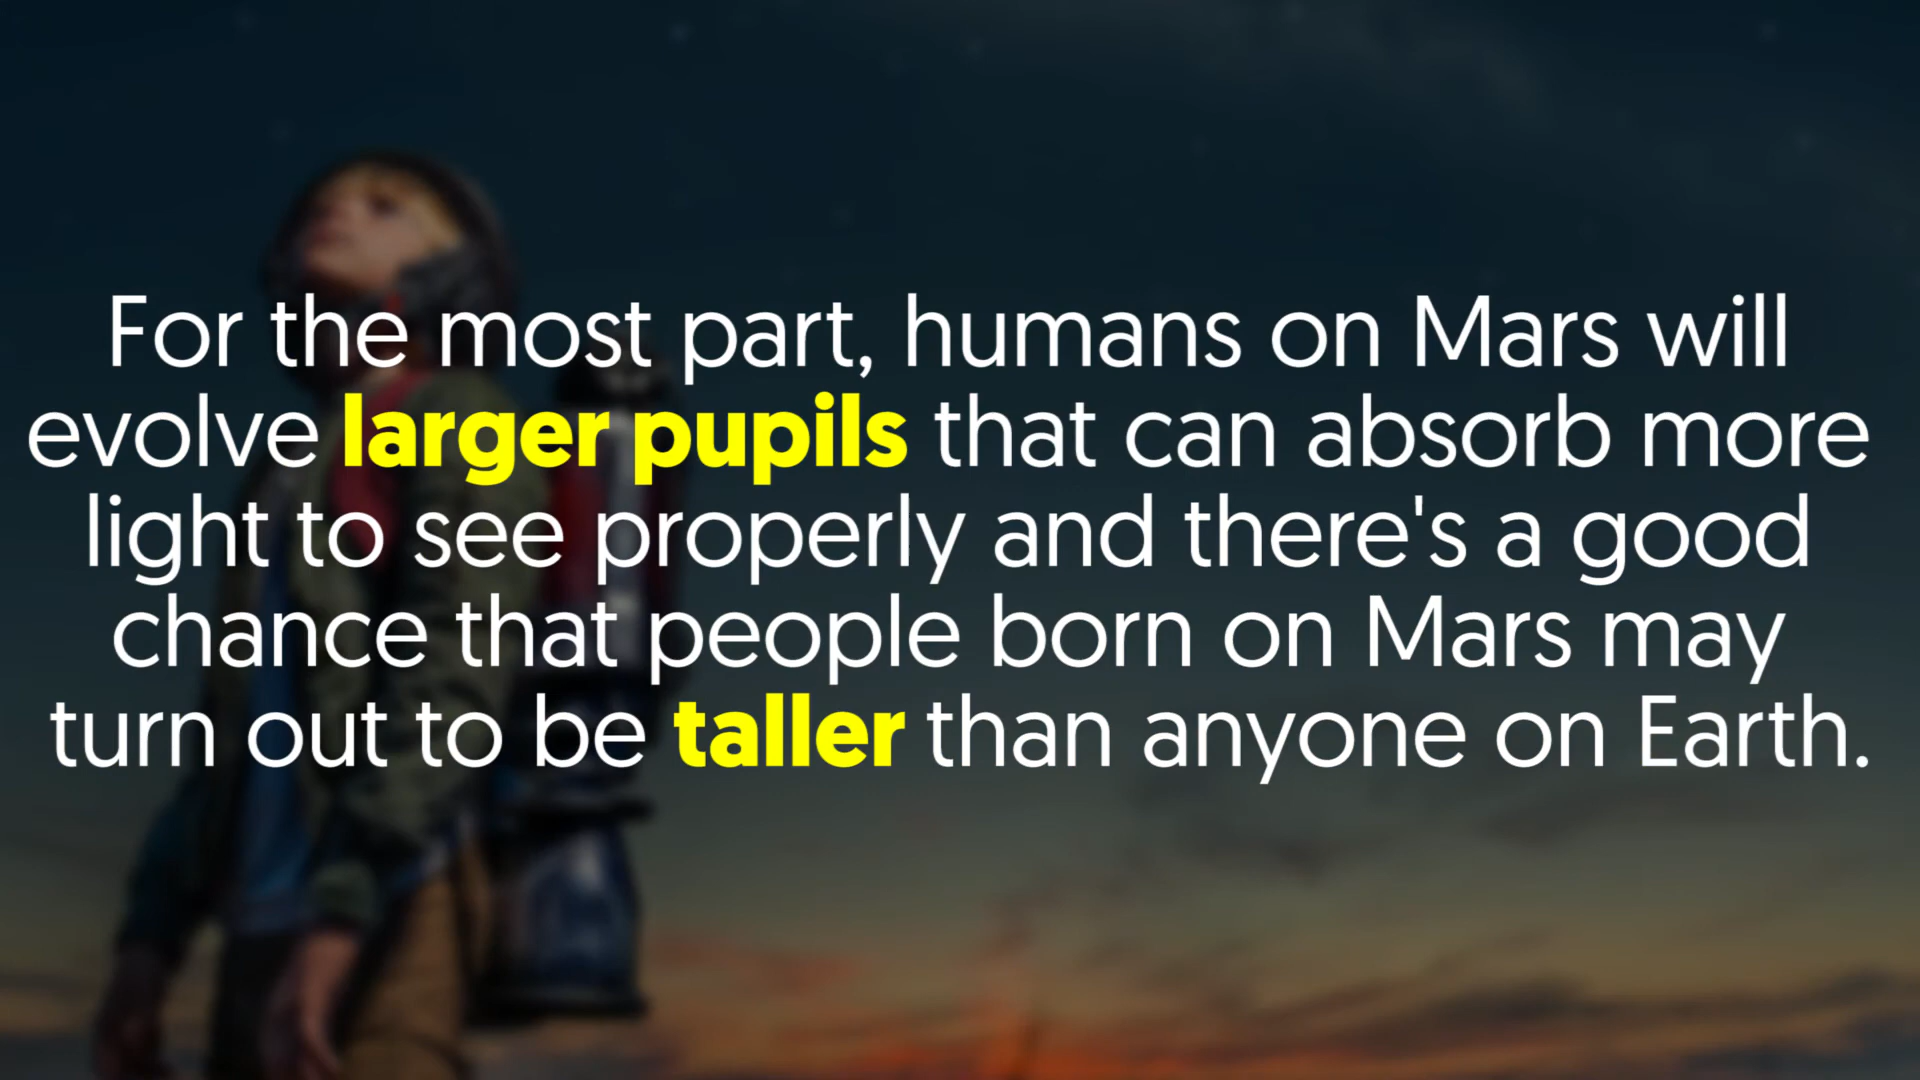 For the most part, humans on Mars will
evolve larger pupils that can absorb more
light to see properly and there's a good
chance that people born on Mars may
turn out to be taller than anyone on Earth.